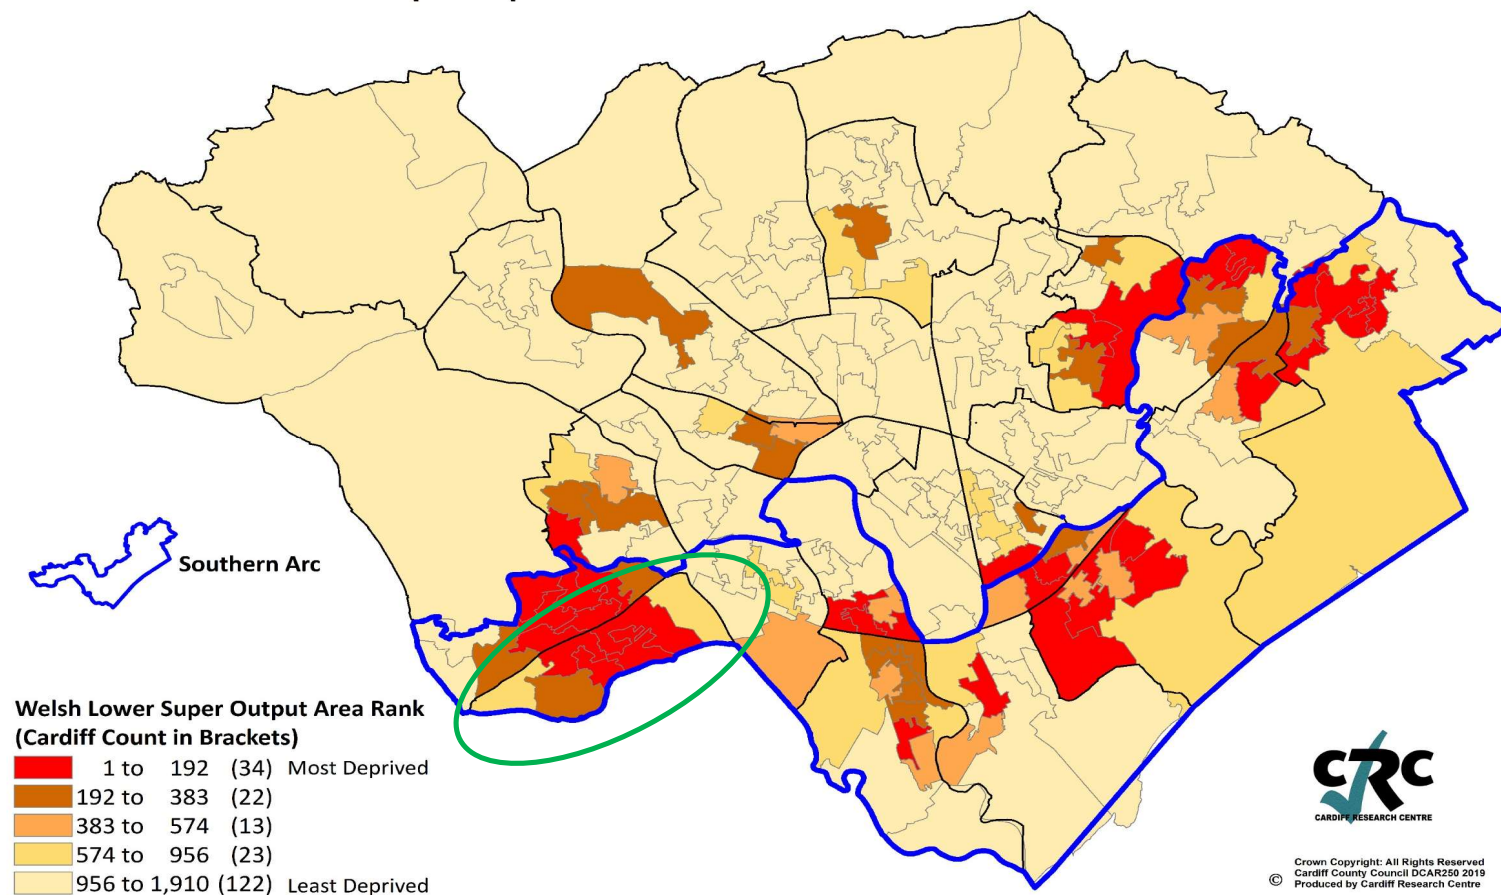 Southern Arc
Welsh Lower Super Output Area Rank
(Cardiff Count in Brackets)
1 to 192 (34) Most Deprived
192 to 383 (22)
383 to 574 (13)
574 to 956 (23)
956 to 1,910 (122) Least Deprived
CRC
CARDIFF RESEARCH CENTRE
Crown Copyright: All Rights Reserved
Cardiff County Council DCAR250 2019
© Produced by Cardiff Research Centre